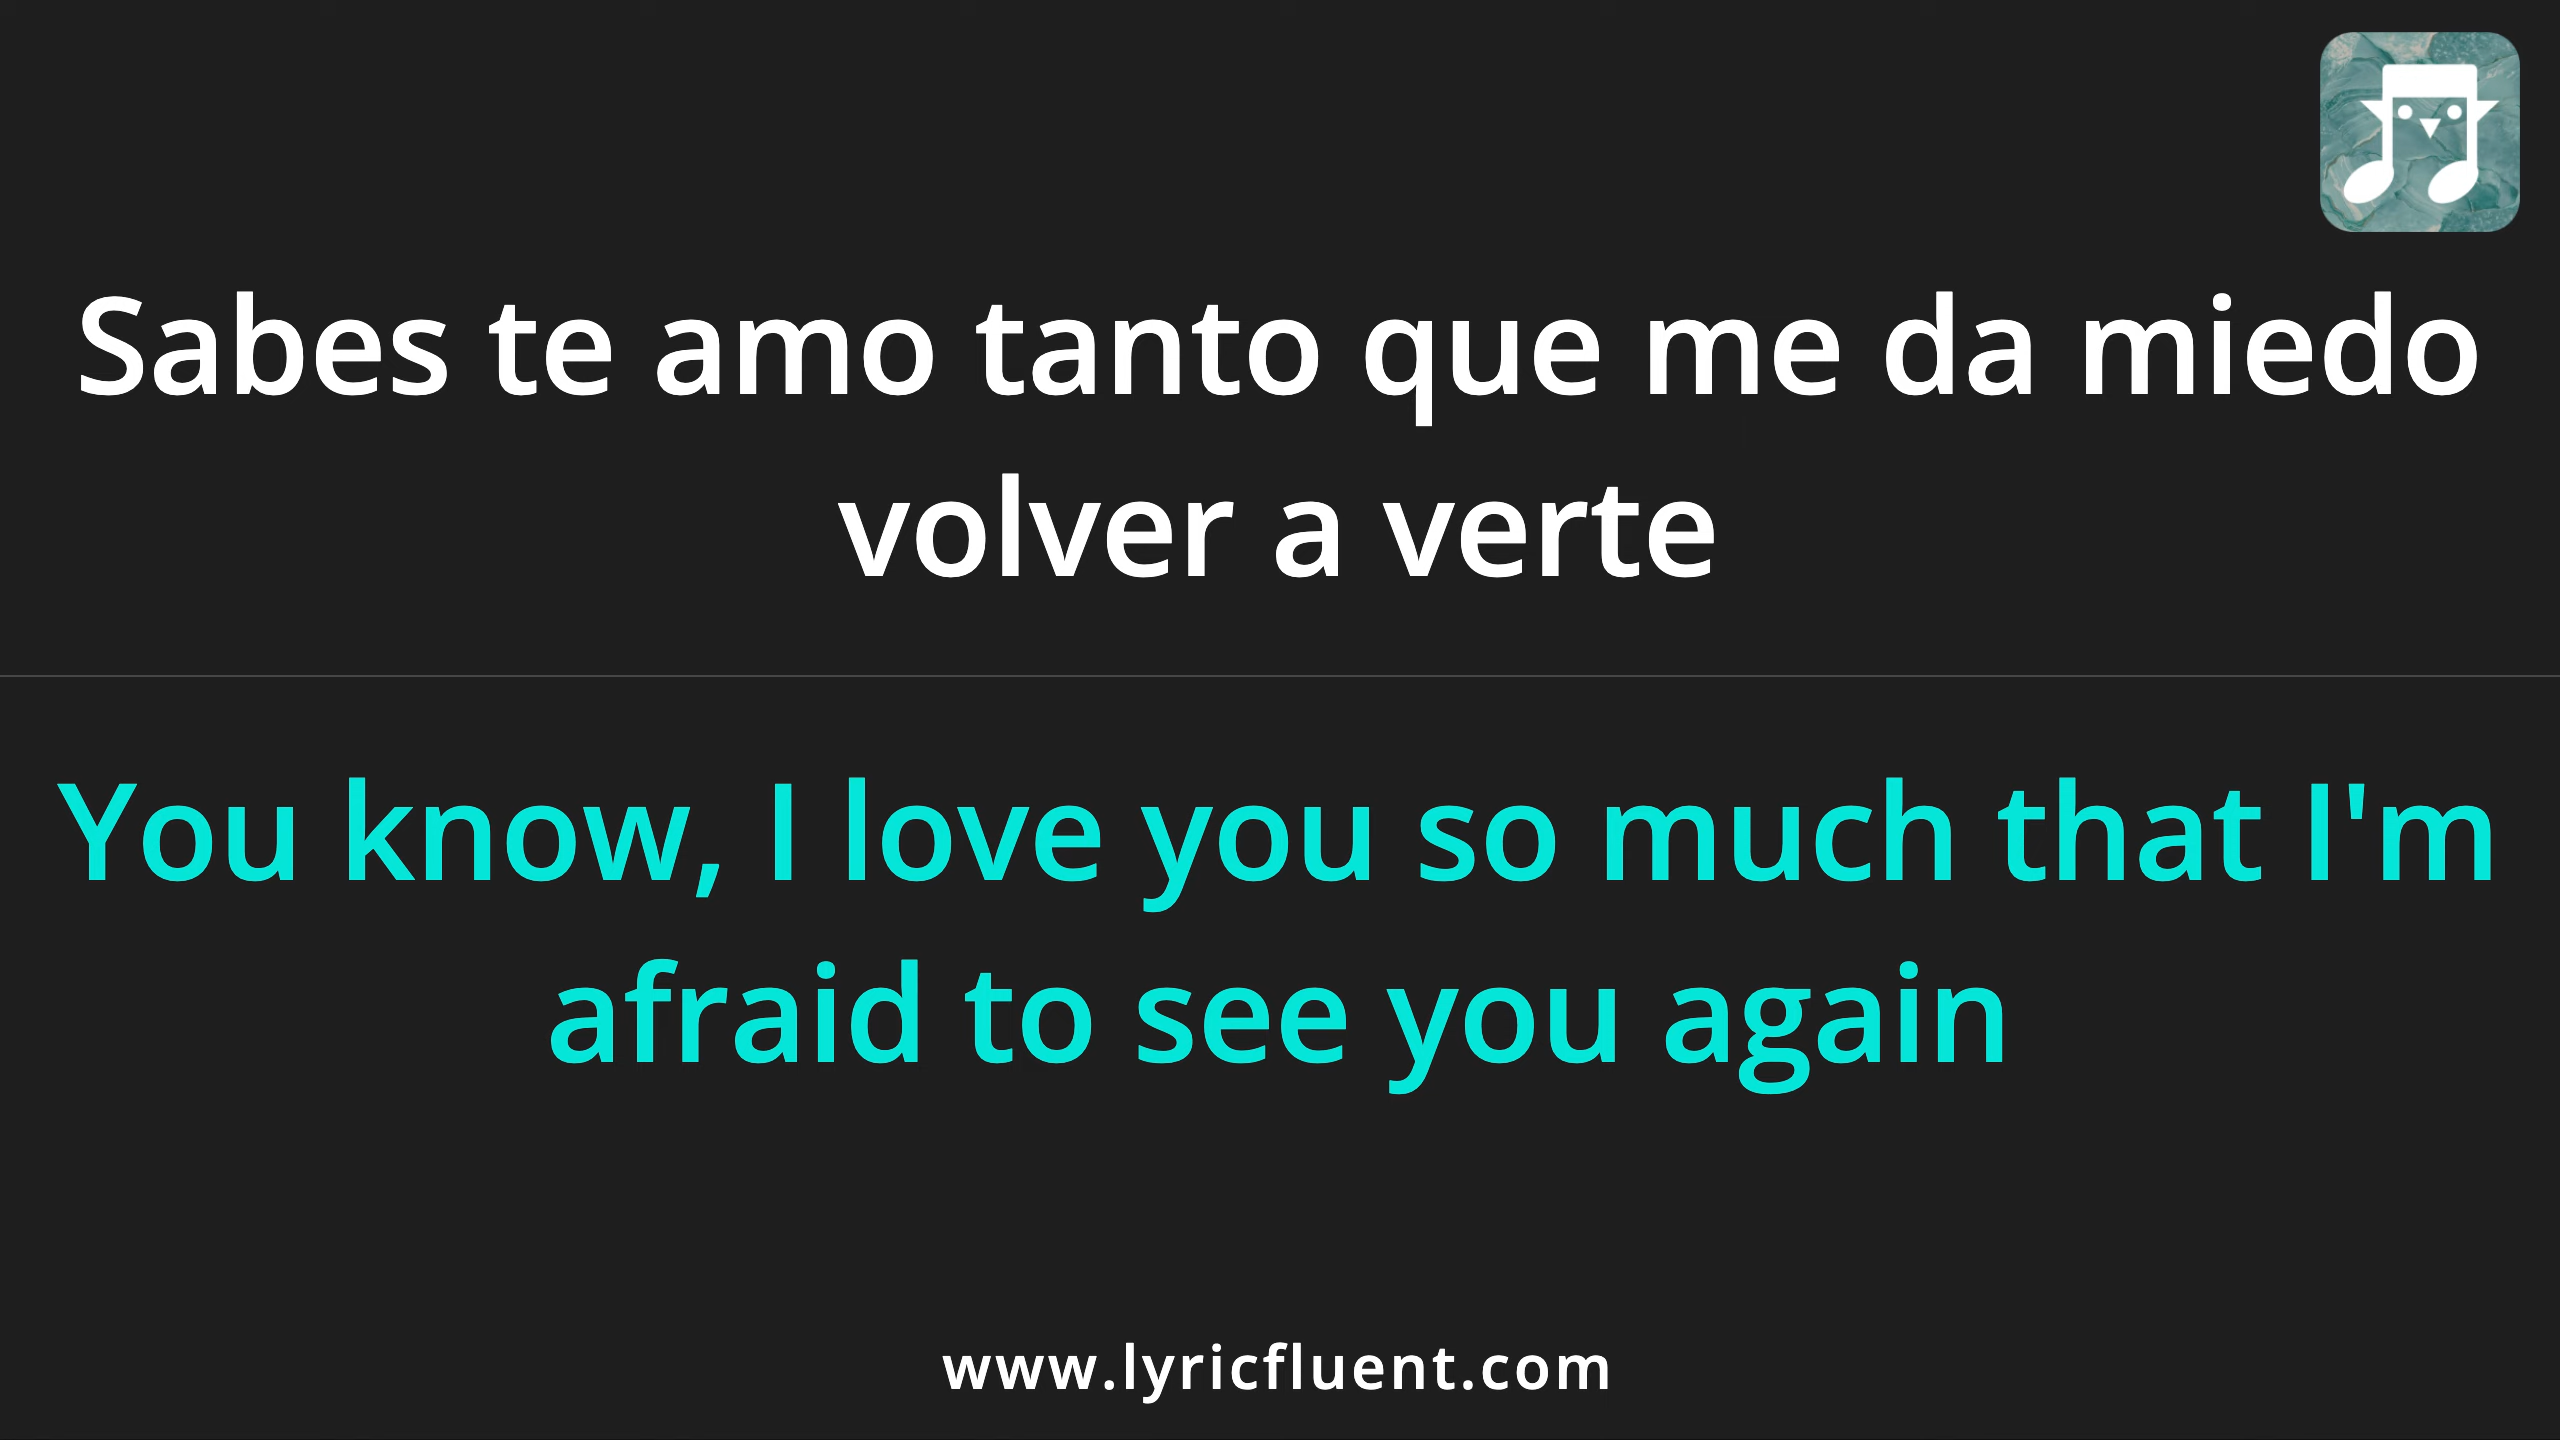 Sabes te amo tanto que me da miedo
volver a verte
You know, I love you so much that I'm
afraid to see you again
www.lyricfluent.com